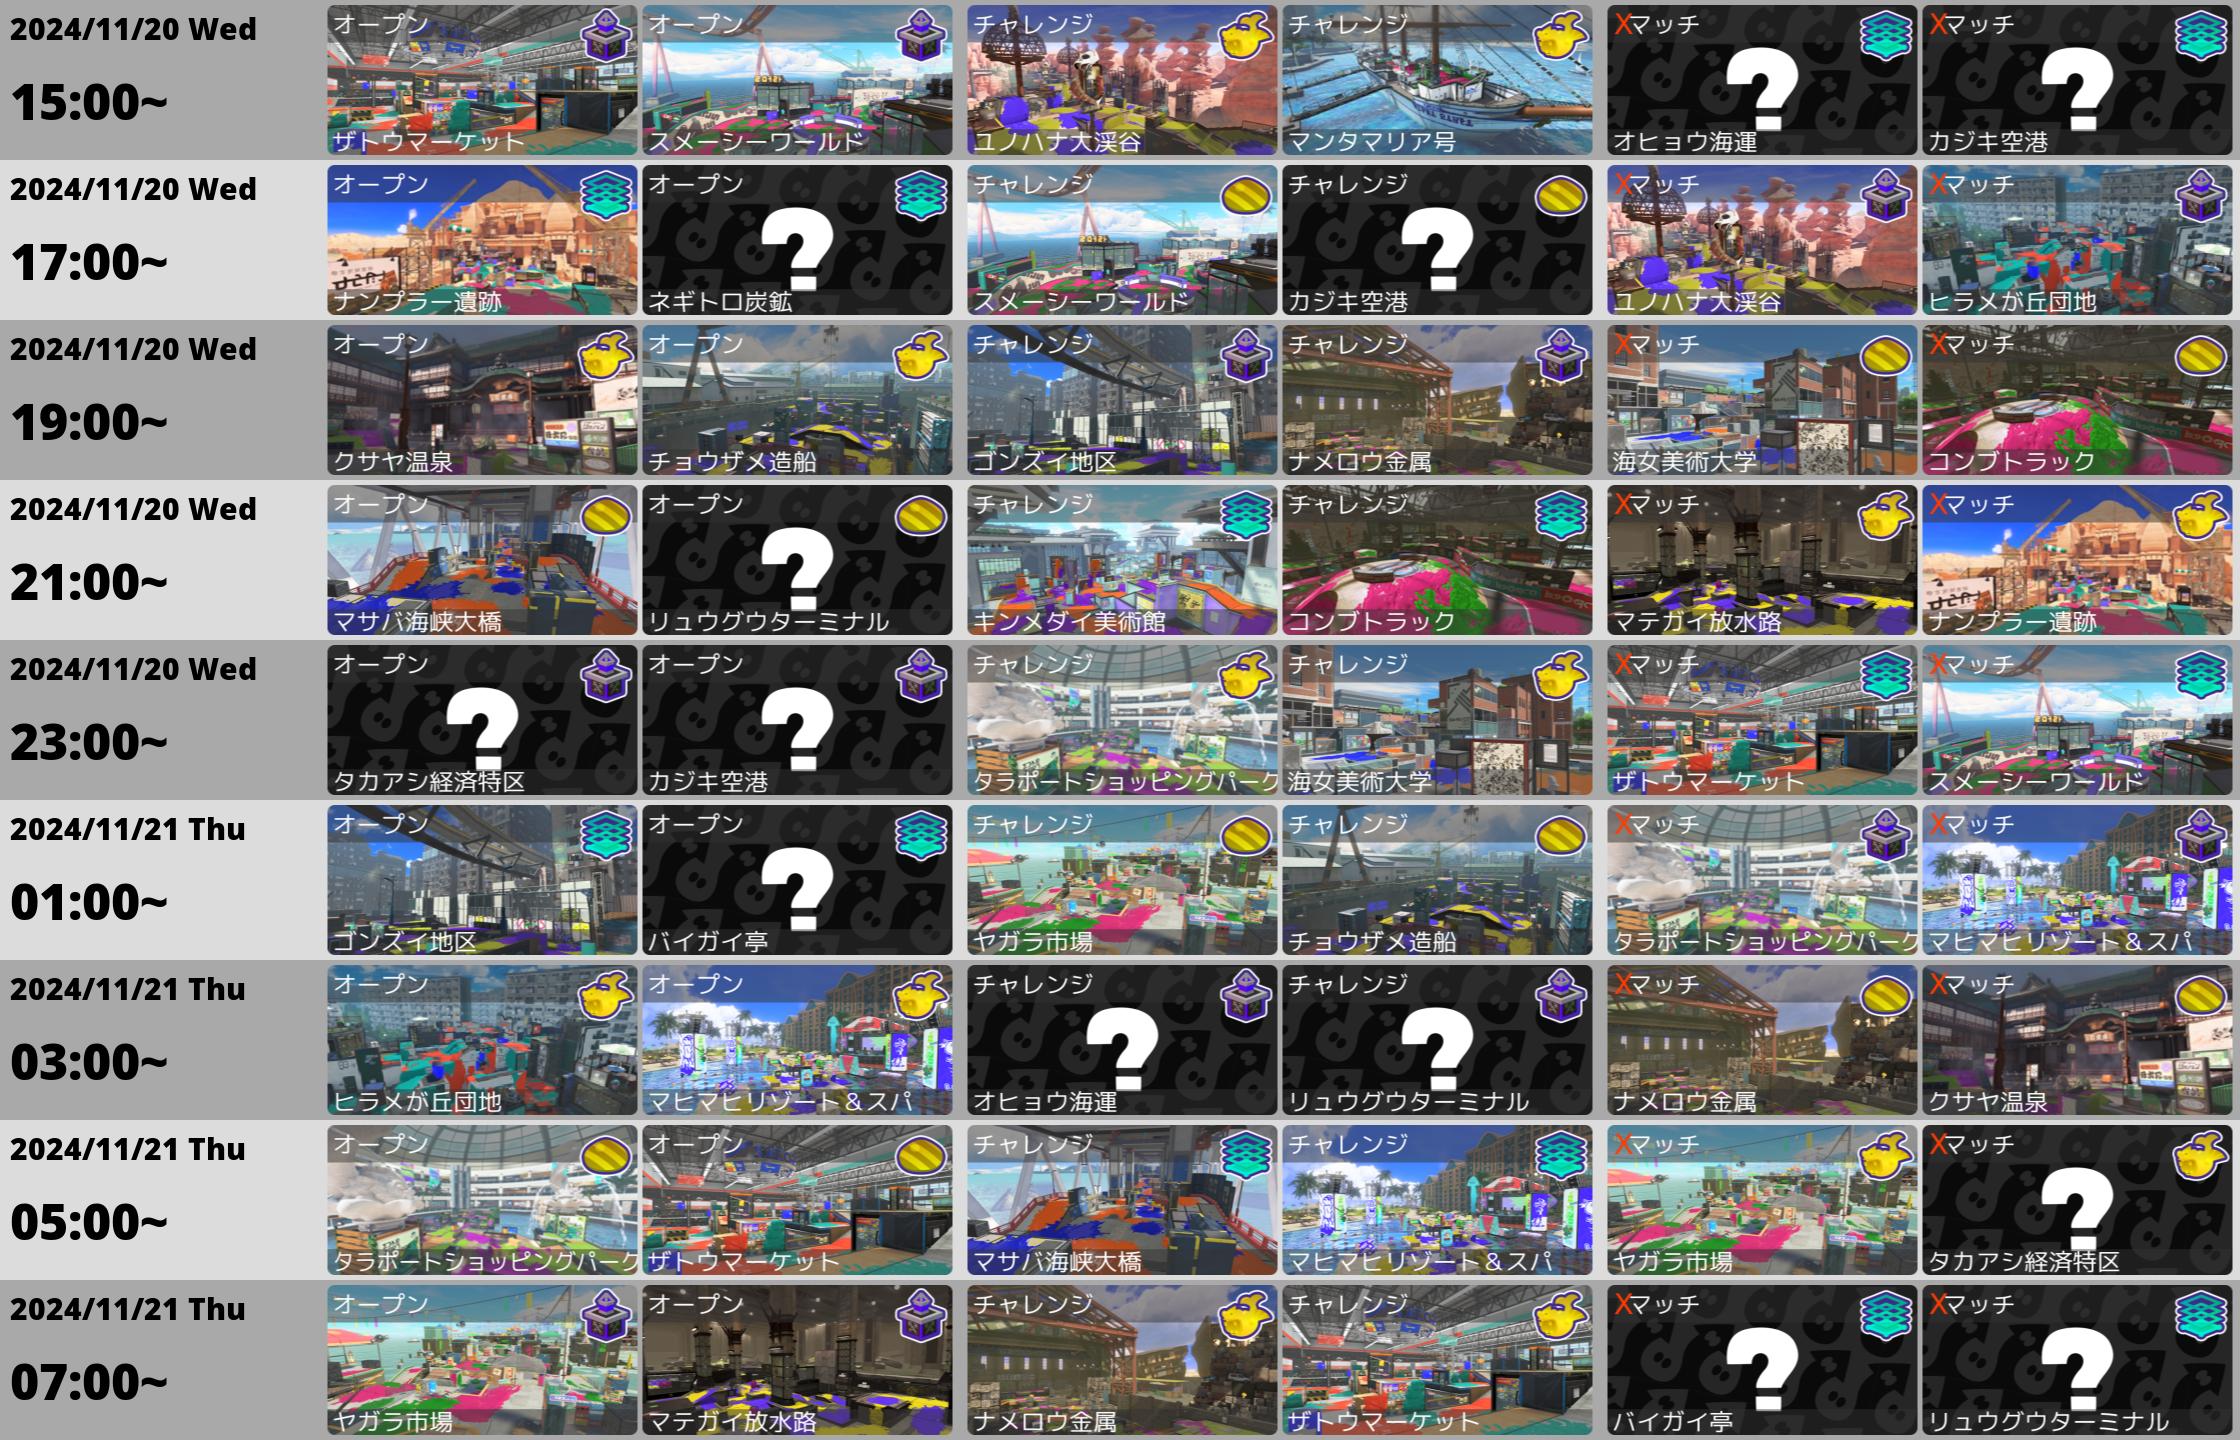 2024/11/20 Wed
15:00~
オープン
ザトウマーケット
オープン
スメーシーワールド
チャレンジ
ユノハナ大渓谷
チャレンジ
マンタマリア号
Xマッチ
オヒョウ海運
Xマッチ
カジキ空港
2024/11/20 Wed
17:00~
オープン
ナンプラー遺跡
オープン
ネギトロ炭鉱
チャレンジ
スメーシーワールド
チャレンジ
カジキ空港
Xマッチ
ユノハナ大渓谷
Xマッチ
ヒラメが丘団地
2024/11/20 Wed
19:00~
オープン
クサヤ温泉
オープン
チョウザメ造船
チャレンジ
ゴンズイ地区
チャレンジ
ナメロウ金属
Xマッチ
海女美術大学
Xマッチ
コンブトラック
2024/11/20 Wed
21:00~
オープン
マサバ海峡大橋
オープン
リュウグウターミナル
チャレンジ
キンメダイ美術館
チャレンジ
コンブトラック
Xマッチ
マテガイ放水路
Xマッチ
ナンプラー遺跡
2024/11/20 Wed
23:00~
オープン
タカアシ経済特区
オープン
カジキ空港
チャレンジ
タラポートショッピングパーク
チャレンジ
海女美術大学
Xマッチ
ザトウマーケット
Xマッチ
スメーシーワールド
2024/11/21 Thu
01:00~
オープン
ゴンズイ地区
オープン
バイガイ亭
チャレンジ
ヤガラ市場
チャレンジ
チョウザメ造船
Xマッチ
タラポートショッピングパーク
Xマッチ
マヒマヒリゾート＆スパ
2024/11/21 Thu
03:00~
オープン
ヒラメが丘団地
オープン
マヒマヒリゾート＆スパ
チャレンジ
オヒョウ海運
チャレンジ
リュウグウターミナル
Xマッチ
ナメロウ金属
Xマッチ
クサヤ温泉
2024/11/21 Thu
05:00~
オープン
タラポートショッピングパーク
オープン
ザトウマーケット
チャレンジ
マサバ海峡大橋
チャレンジ
マヒマヒリゾート＆スパ
Xマッチ
ヤガラ市場
Xマッチ
タカアシ経済特区
2024/11/21 Thu
07:00~
オープン
ヤガラ市場
オープン
マテガイ放水路
チャレンジ
ナメロウ金属
チャレンジ
ザトウマーケット
Xマッチ
バイガイ亭
Xマッチ
リュウグウターミナル